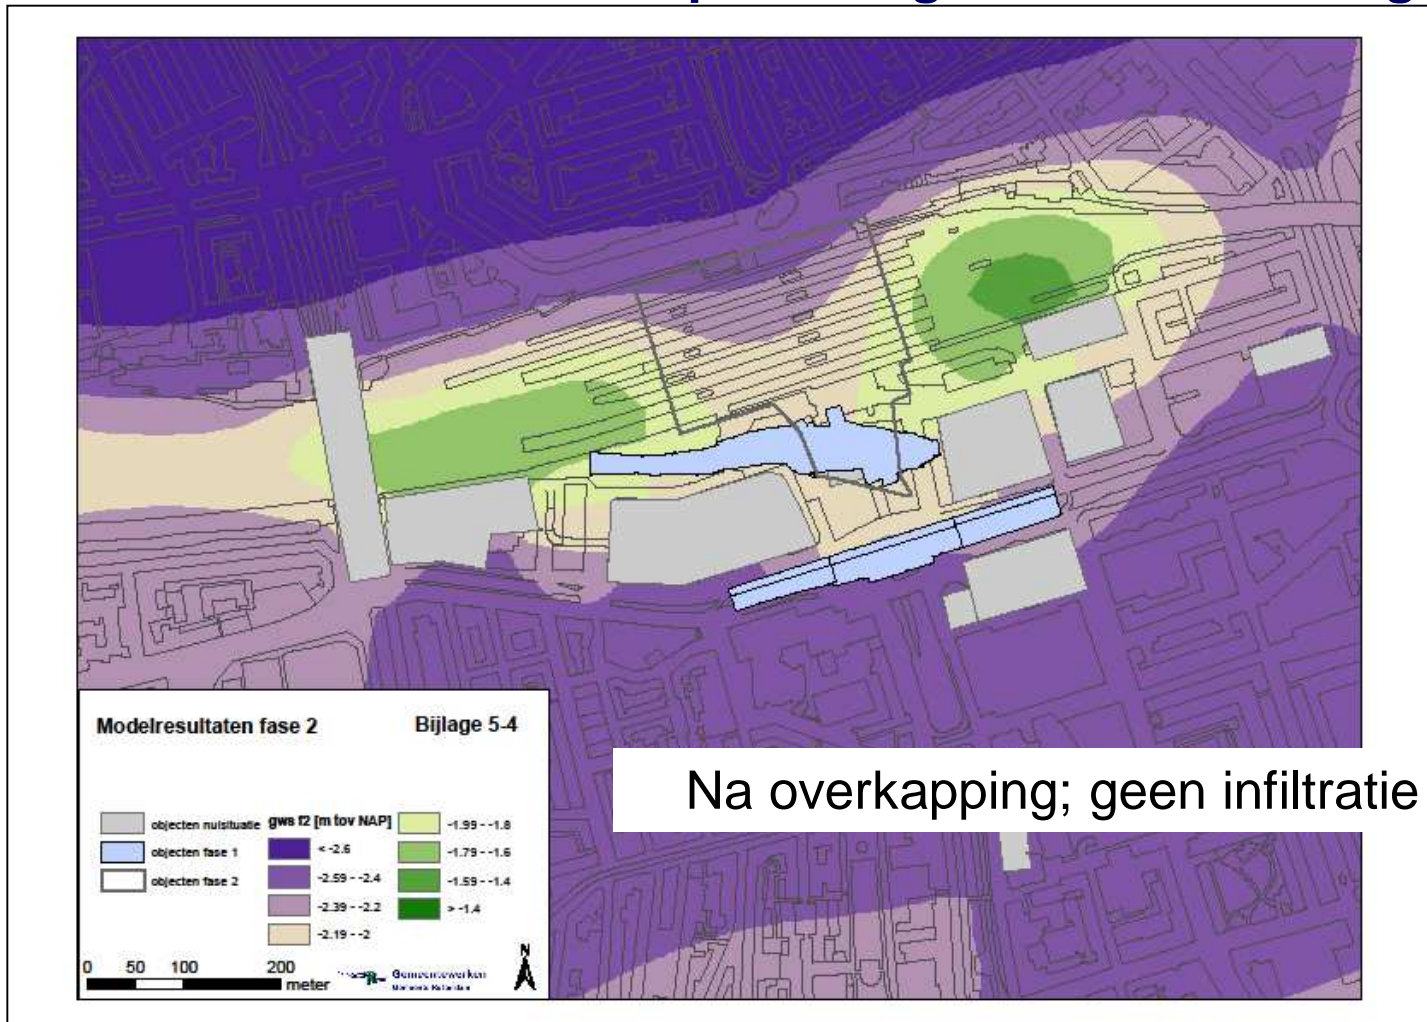 Modelresultaten fase 2 Bijlage 5-4
Na overkapping; geen infiltratie
objecten nulsituatie
objecten fase 1
objecten fase 2
gws f2 [m tov NAP]
< -2.6
-2.59 - -2.4
-2.39 - -2.2
-2.19 - -2
-1.99 - -1.8
-1.79 - -1.6
-1.59 - -1.4
> -1.4
0 50 100 200
meter
Gemeentewerken
Gemeente Rotterdam
N